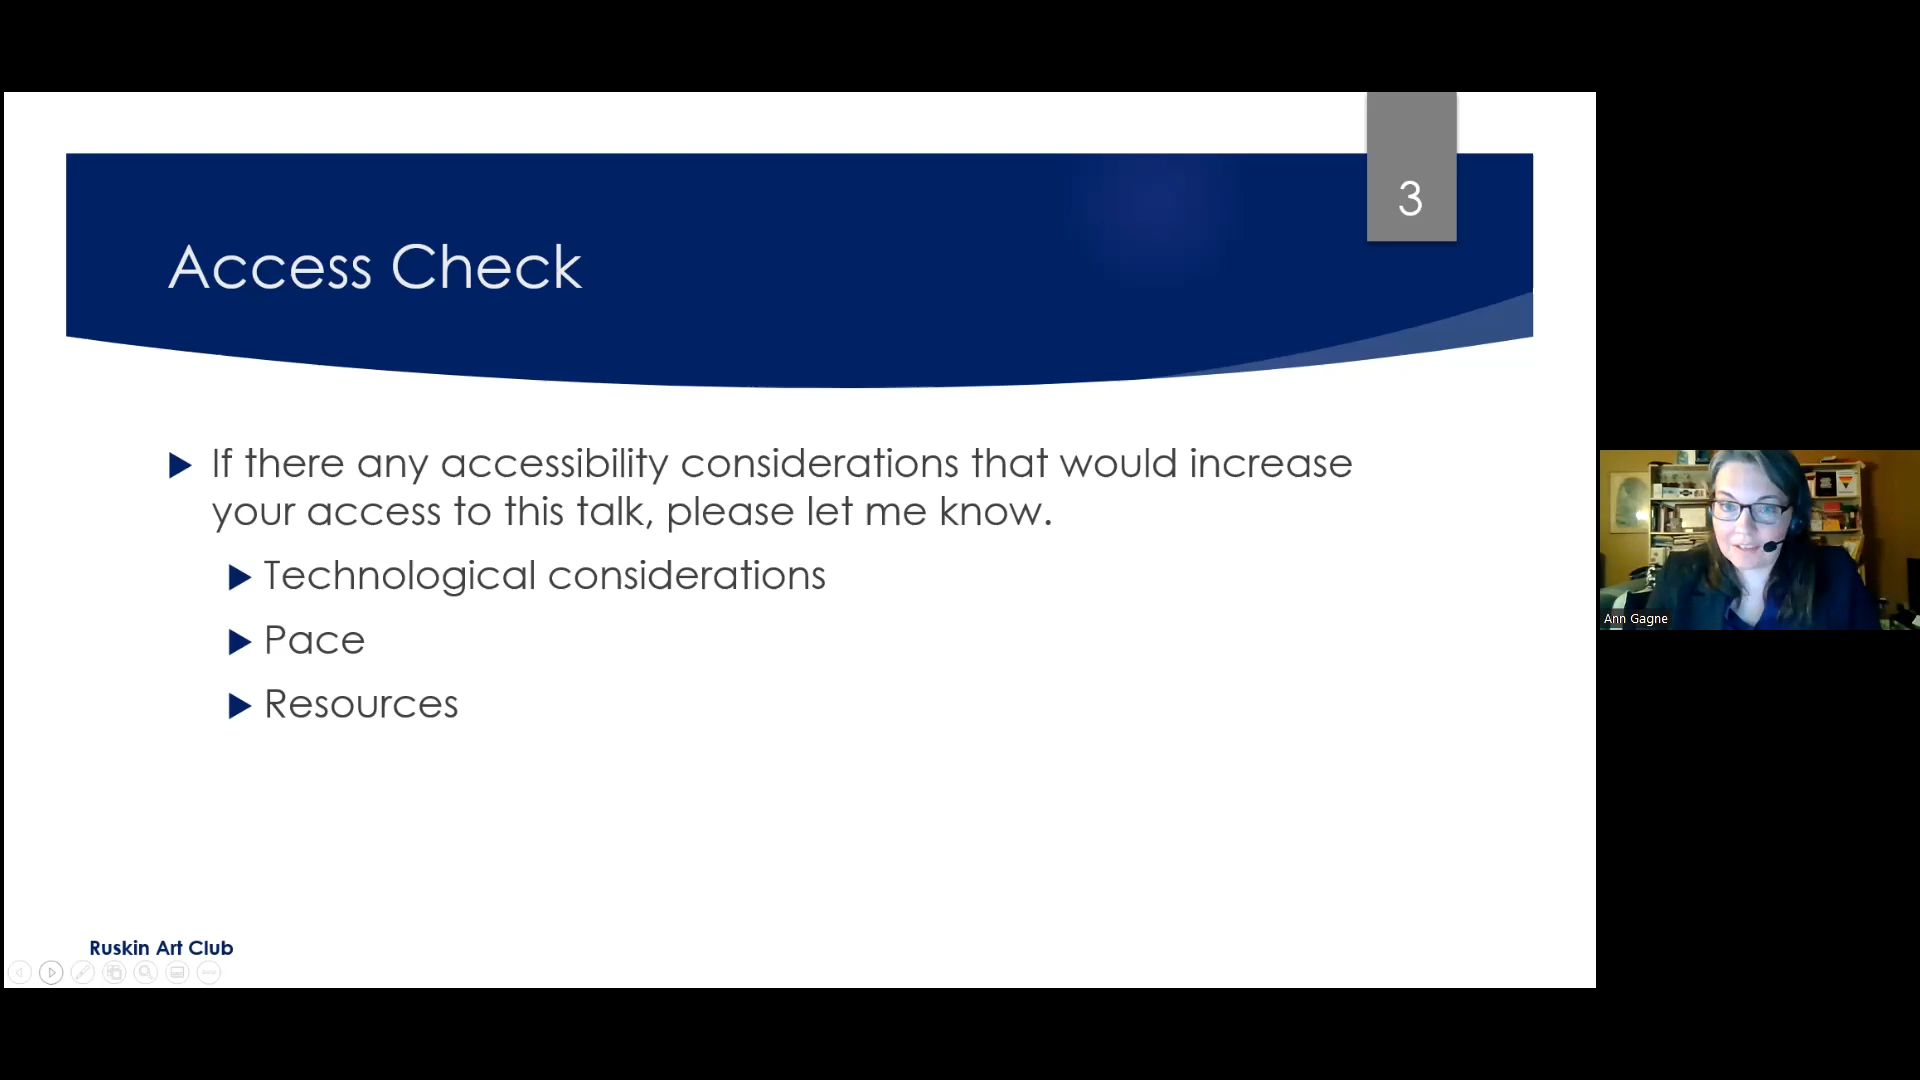 3
Access Check
If there any accessibility considerations that would increase
your access to this talk, please let me know.
Technological considerations
Pace
Resources
Ann Gagne
Ruskin Art Club